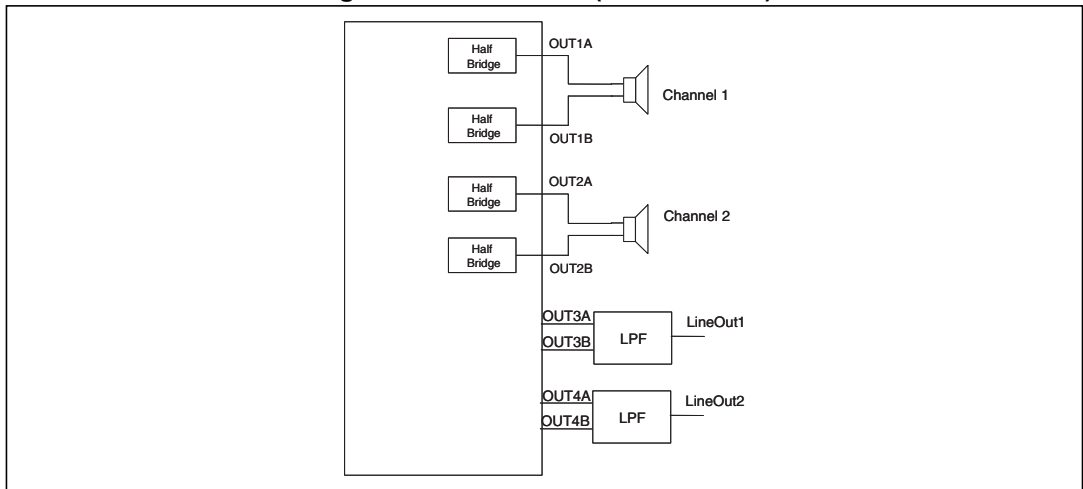 Half
Bridge
OUT1A
Channel 1
Half
Bridge
OUT1B
Half
Bridge
OUT2A
Channel 2
Half
Bridge
OUT2B
OUT3A
OUT3B
LPF
LineOut1
OUT4A
OUT4B
LPF
LineOut2